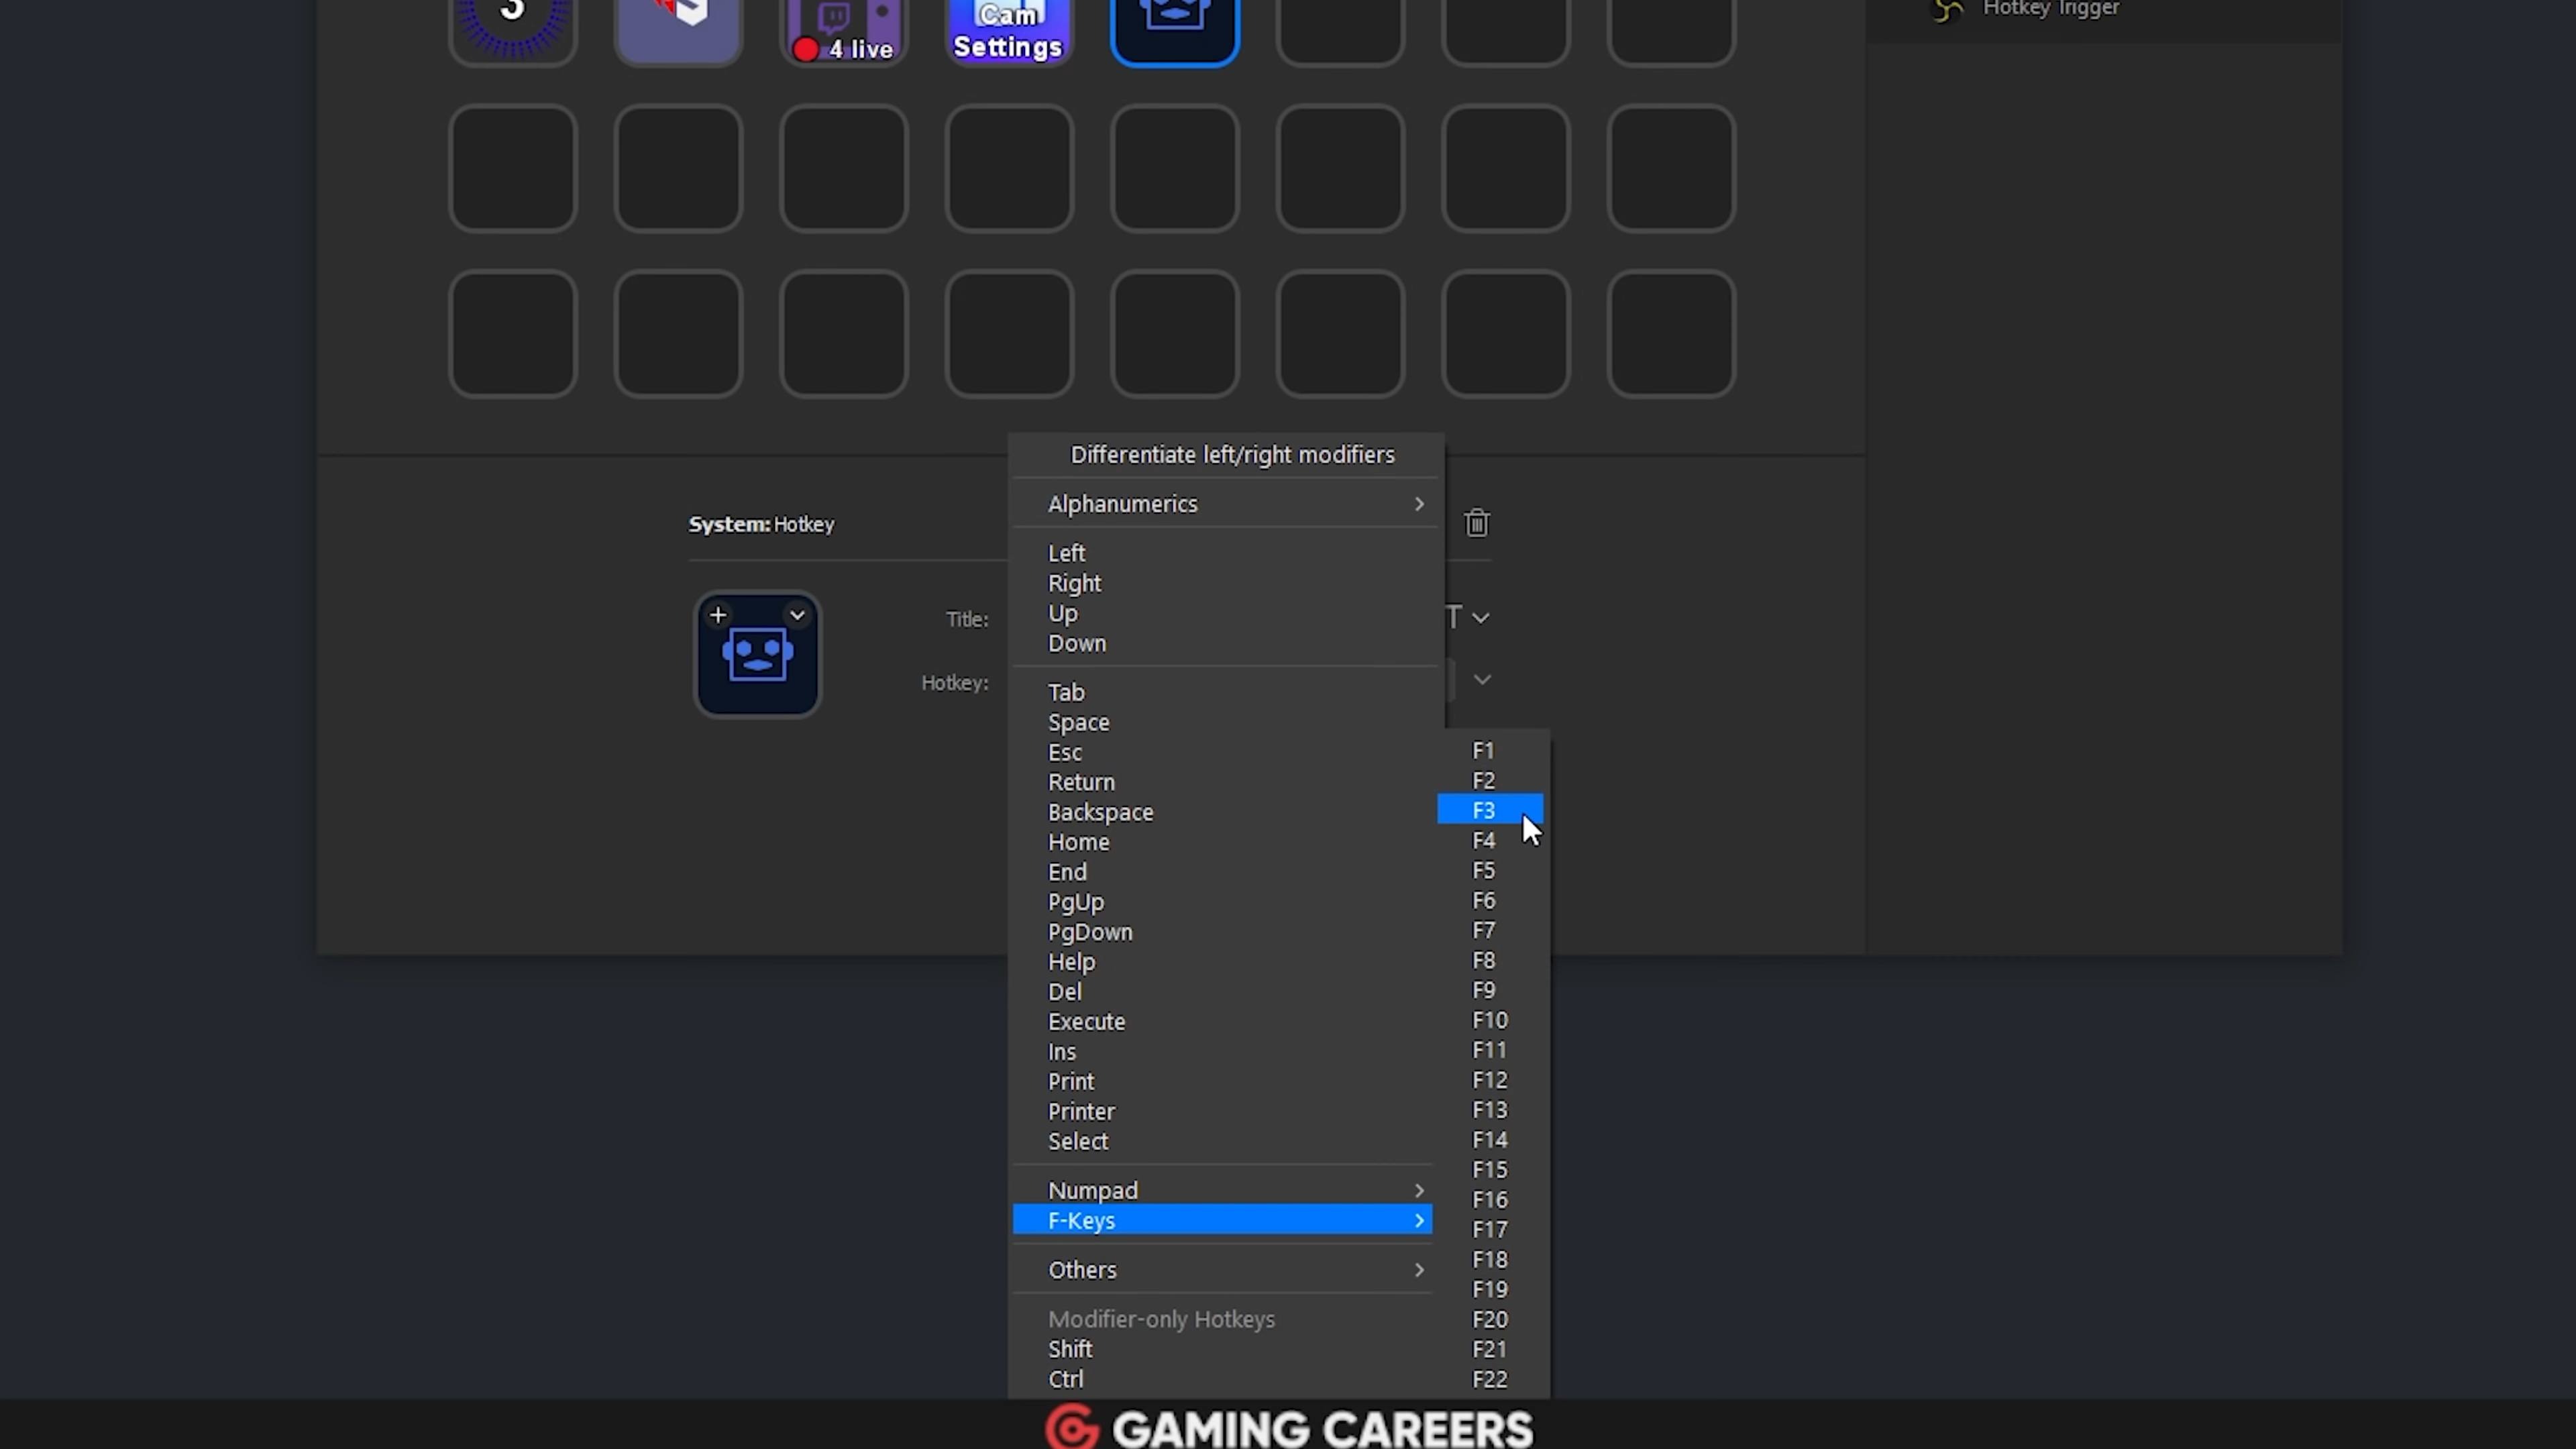 3
4 live
Cam
Settings
Hotkey Trigger
Differentiate left/right modifiers
Alphanumerics
System: Hotkey
Left
Right
Up
Down
Title:
T
Hotkey:
Tab
Space
Esc
Return
Backspace
Home
End
PgUp
PgDown
Help
Del
Execute
Ins
Print
Printer
Select
Numpad
F-Keys
Others
Modifier-only Hotkeys
Shift
Ctrl
F1
F2
F3
F4
F5
F6
F7
F8
F9
F10
F11
F12
F13
F14
F15
F16
F17
F18
F19
F20
F21
F22
GAMING CAREERS